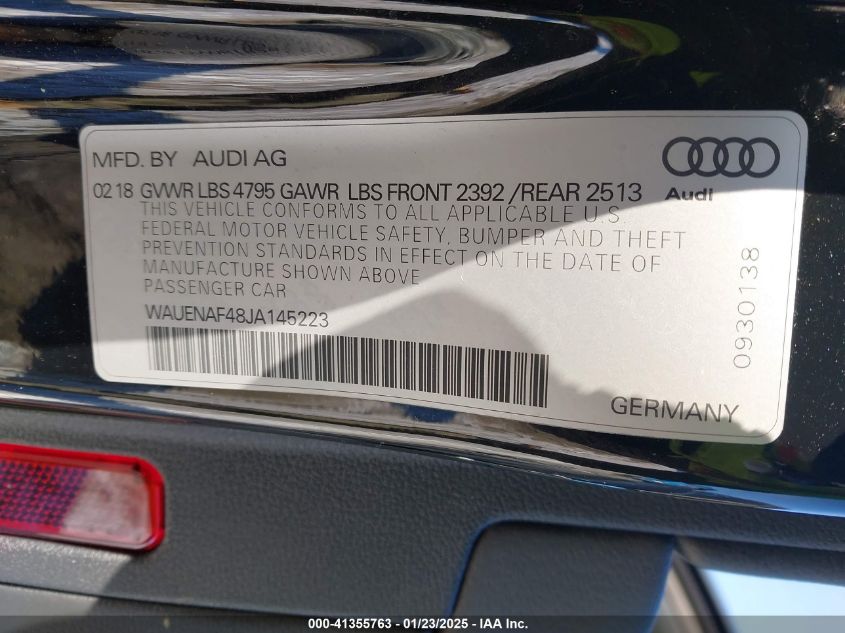 MFD. BY AUDI AG
Audi
02 18 GVWR LBS 4795 GAWR LBS FRONT 2392 /REAR 2513
THIS VEHICLE CONFORMS TO ALL APPLICABLE U.S.
FEDERAL MOTOR VEHICLE SAFETY, BUMPER AND THEFT
PREVENTION STANDARDS IN EFFECT ON THE DATE OF
MANUFACTURE SHOWN ABOVE
PASSENGER CAR
WAUENAF48JA145223
0930138
GERMANY
000-41355763 - 01/23/2025 - IAA Inc.